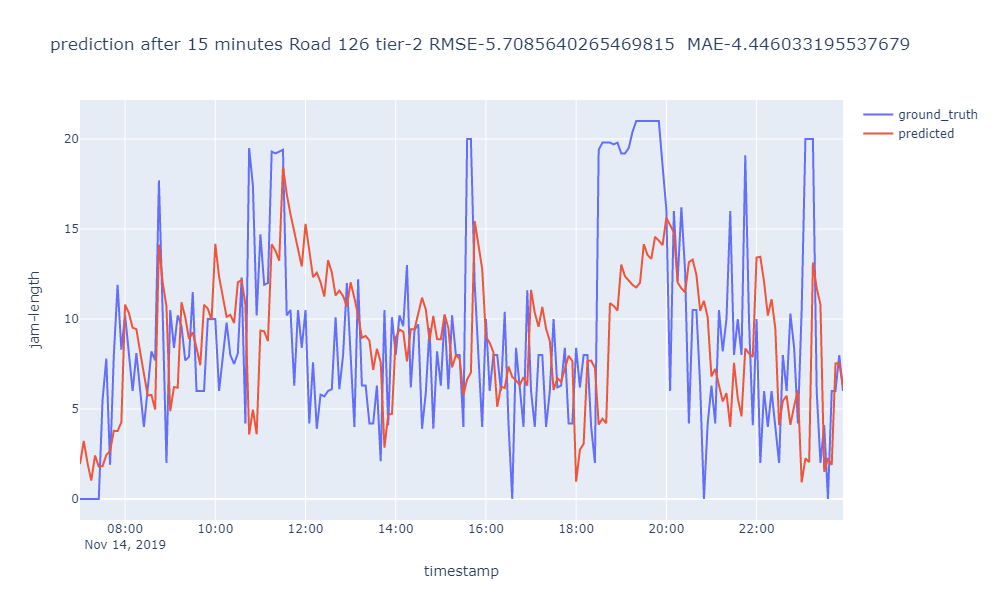 prediction after 15 minutes Road 126 tier-2 RMSE-5.7085640265469815  MAE-4.446033195537679
ground_truth
predicted
20
15
10
5
0
jam-length
08:00 10:00 12:00 14:00 16:00 18:00 20:00 22:00
Nov 14, 2019
timestamp